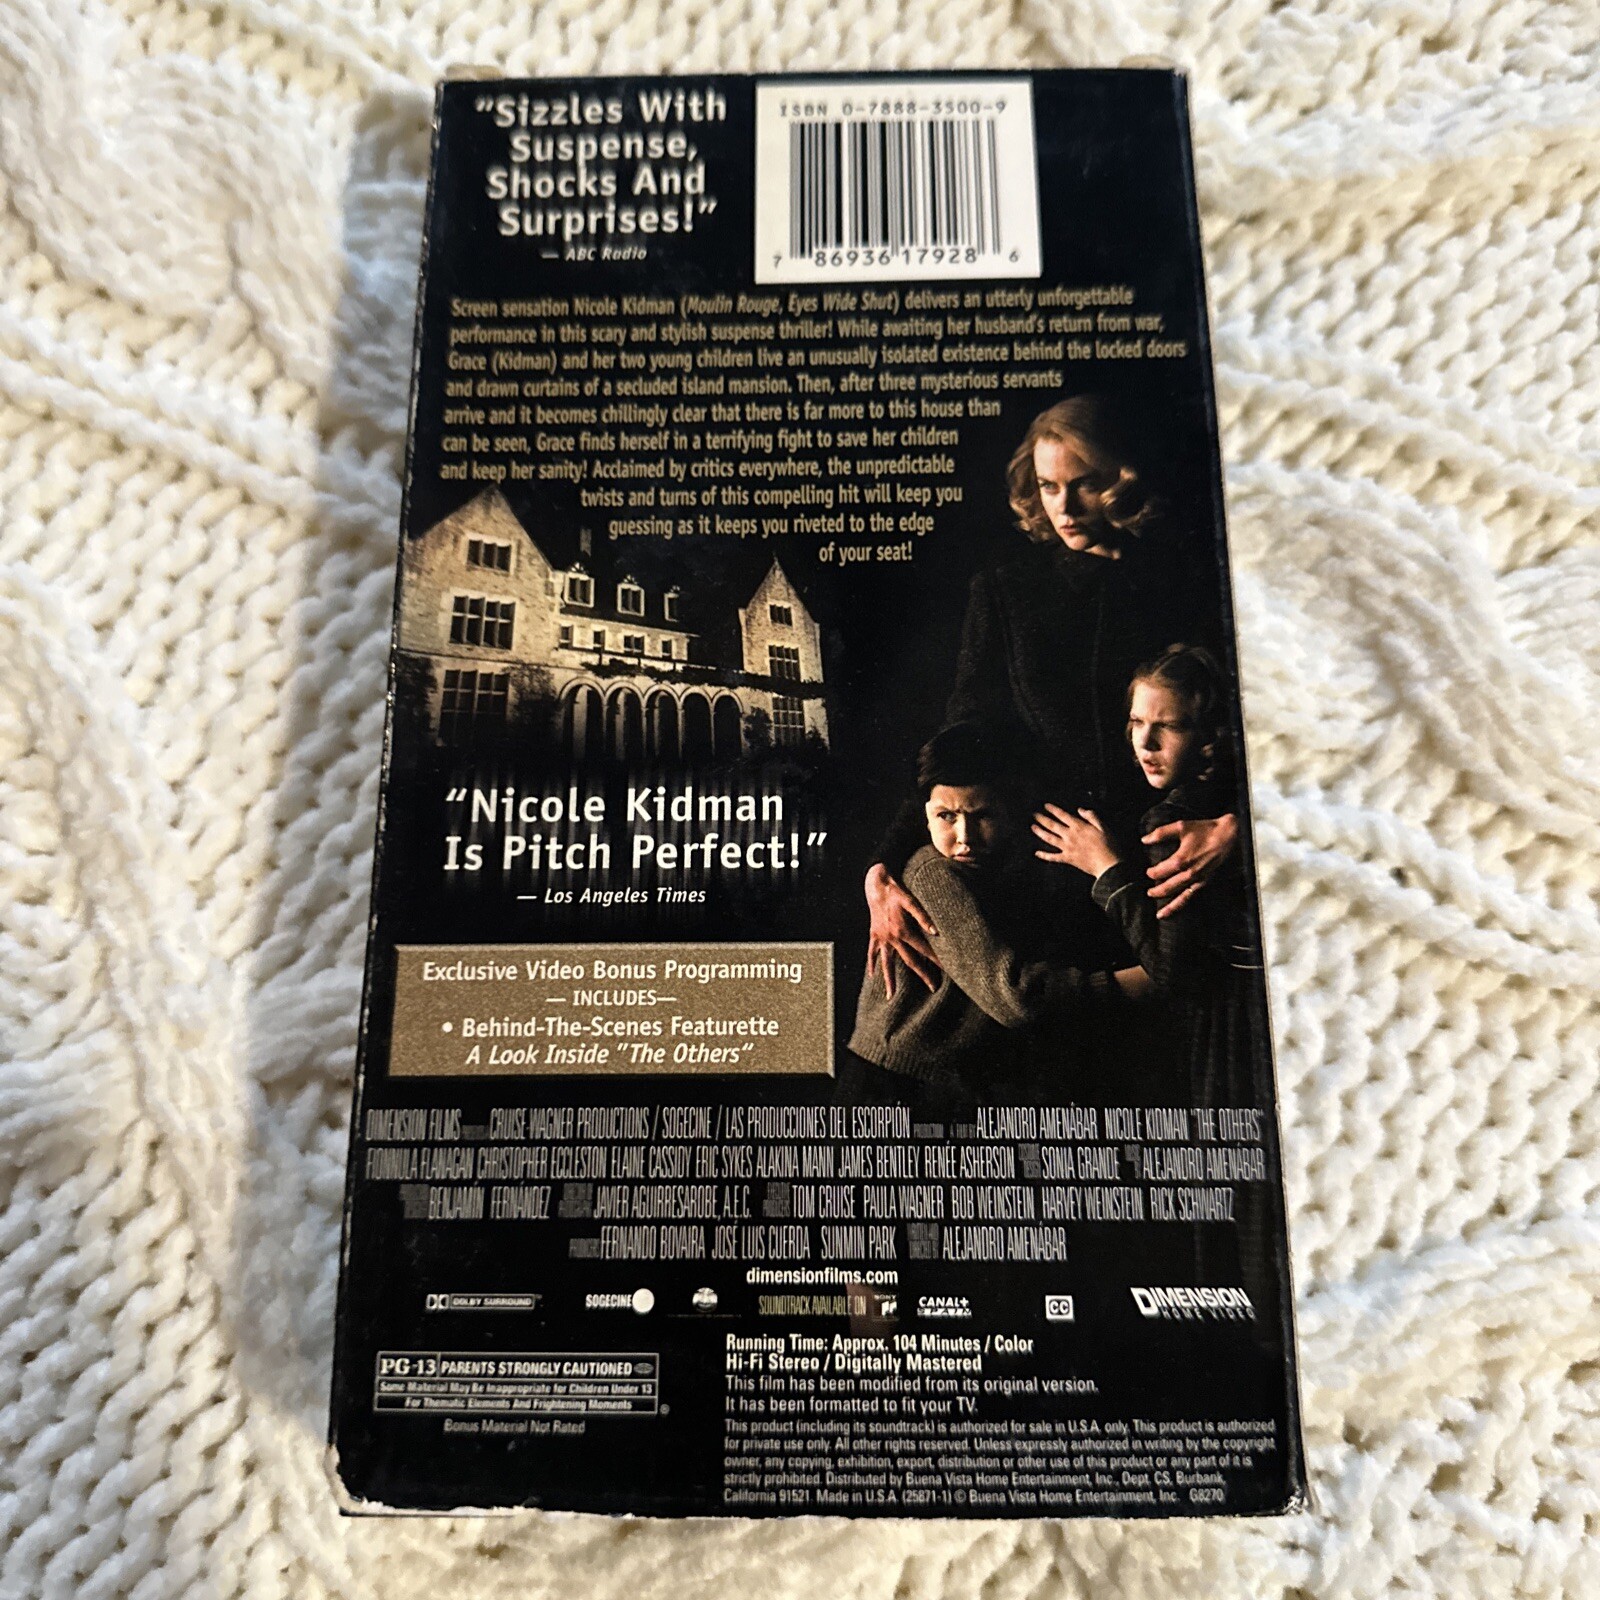 "Sizzles With
Suspense,
Shocks And
Surprises!"
— ABC Radio
ISBN 0-7888-3500-9
7 86936 17928 6
Screen sensation Nicole Kidman (Moulin Rouge, Eyes Wide Shut) delivers an utterly unforgettable
performance in this scary and stylish suspense thriller! While awaiting her husband's return from war,
Grace (Kidman) and her two young children live an unusually isolated existence behind the locked doors
and drawn curtains of a secluded island mansion. Then, after three mysterious servants
arrive and it becomes chillingly clear that there is far more to this house than
can be seen, Grace finds herself in a terrifying fight to save her children
and keep her sanity! Acclaimed by critics everywhere, the unpredictable
twists and turns of this compelling hit will keep you
guessing as it keeps you riveted to the edge
of your seat!
"Nicole Kidman
Is Pitch Perfect!"
— Los Angeles Times
Exclusive Video Bonus Programming
— INCLUDES—
• Behind-The-Scenes Featurette
A Look Inside "The Others"
DIMENSION FILMS CRUISE-WAGNER PRODUCTIONS / SOGECINE / LAS PRODUCCIONES DEL ESCORPIÓN ALEJANDRO AMENÁBAR NICOLE KIDMAN "THE OTHERS"
FIONNULA FLANAGAN CHRISTOPHER ECCLESTON ELAINE CASSIDY ERIC SYKES ALAKINA MANN JAMES BENTLEY RENÉE ASHERSON SONIA GRANDE ALEJANDRO AMENÁBAR
BENJAMÍN FERNÁNDEZ JAVIER AGUIRRESAROBE, A.E.C. TOM CRUISE PAULA WAGNER BOB WEINSTEIN HARVEY WEINSTEIN RICK SCHWARTZ
FERNANDO BOVAIRA JOSÉ LUIS CUERDA SUNMIN PARK ALEJANDRO AMENÁBAR
dimensionfilms.com
DOLBY SURROUND SOGECINE SOUNDTRACK AVAILABLE ON SONY CANAL+ CC DIMENSION
HOME VIDEO
PG-13 PARENTS STRONGLY CAUTIONED
Some Material May Be Inappropriate for Children Under 13
For Thematic Elements And Frightening Moments
®
Bonus Material Not Rated
Running Time: Approx. 104 Minutes / Color
Hi-Fi Stereo / Digitally Mastered
This film has been modified from its original version.
It has been formatted to fit your TV.
This product (including its soundtrack) is authorized for sale in U.S.A. only. This product is authorized
for private use only. All other rights reserved. Unless expressly authorized in writing by the copyright
owner, any copying, exhibition, export, distribution or other use of this product or any part of it is
strictly prohibited. Distributed by Buena Vista Home Entertainment, Inc., Dept. CS, Burbank,
California 91521. Made in U.S.A. (25871-1) © Buena Vista Home Entertainment, Inc. G8270